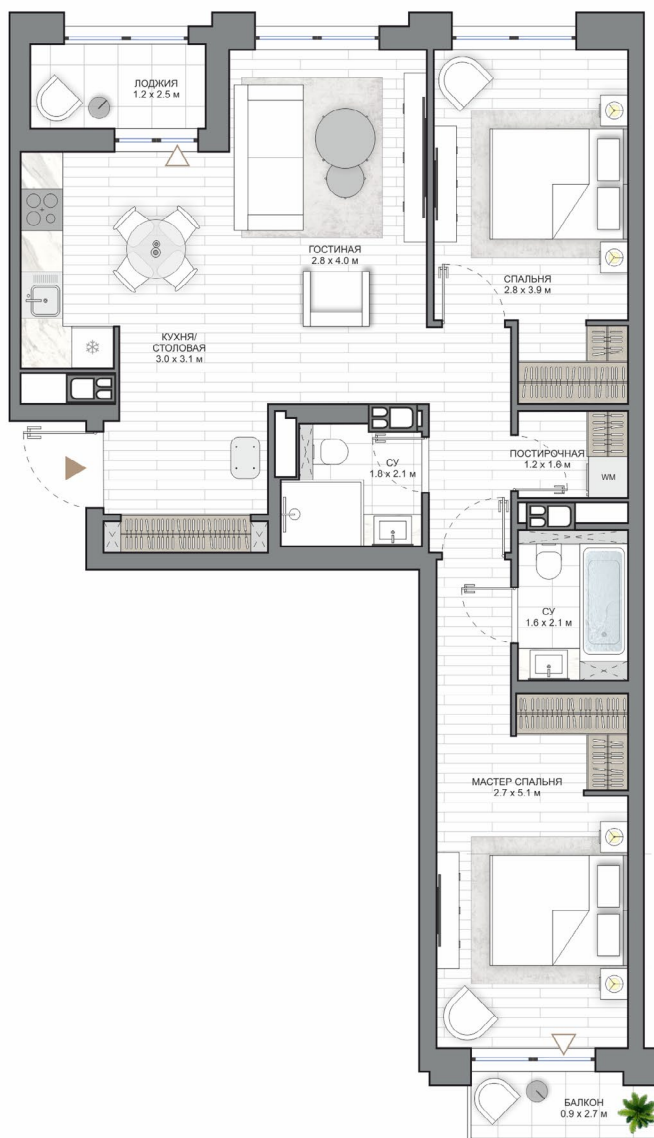 ЛОДЖИЯ
1.2 x 2.5 м
ГОСТИНАЯ
2.8 x 4.0 м
СПАЛЬНЯ
2.8 x 3.9 м
КУХНЯ/
СТОЛОВАЯ
3.0 x 3.1 м
СУ
1.8 x 2.1 м
ПОСТИРОЧНАЯ
1.2 x 1.6 м
WM
СУ
1.6 x 2.1 м
МАСТЕР СПАЛЬНЯ
2.7 x 5.1 м
БАЛКОН
0.9 x 2.7 м